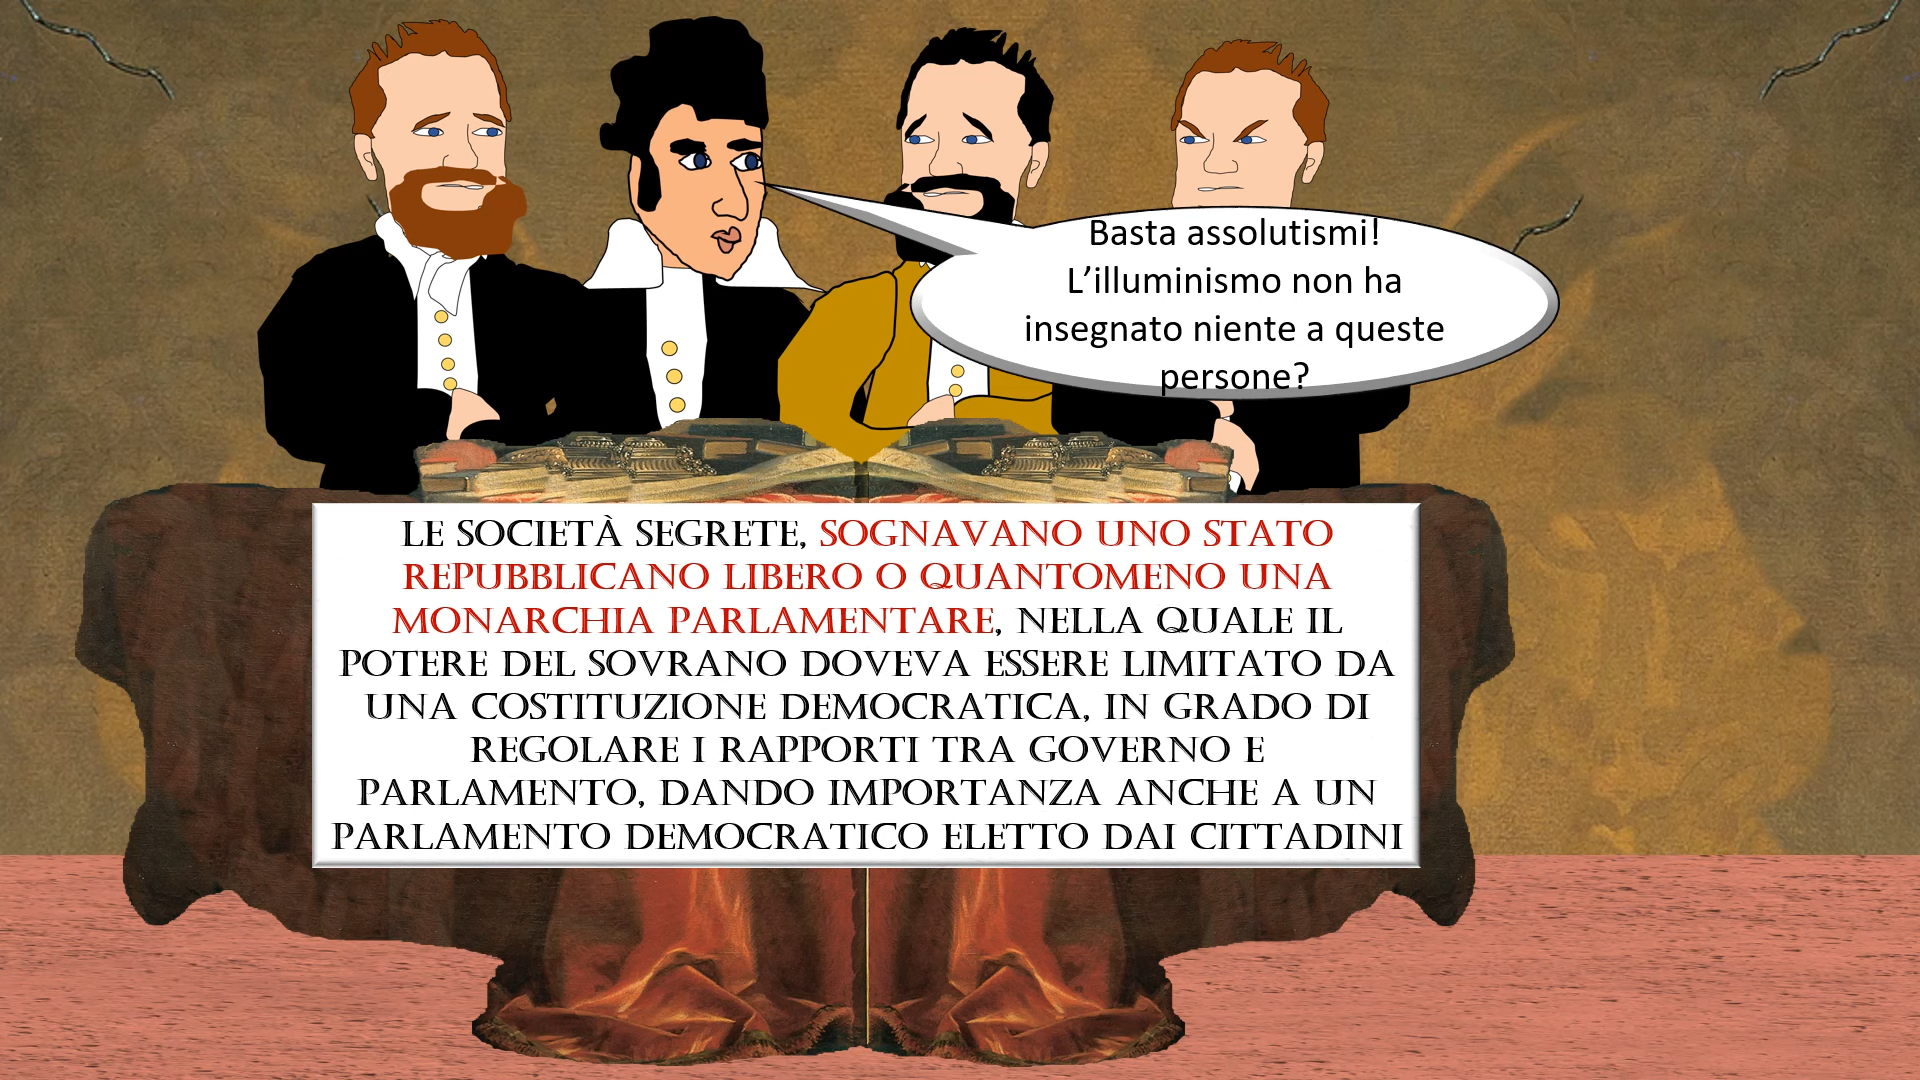 Basta assolutismi!
L’illuminismo non ha
insegnato niente a queste
persone?
LE SOCIETÀ SEGRETE, SOGNAVANO UNO STATO
REPUBBLICANO LIBERO O QUANTOMENO UNA
MONARCHIA PARLAMENTARE, NELLA QUALE IL
POTERE DEL SOVRANO DOVEVA ESSERE LIMITATO DA
UNA COSTITUZIONE DEMOCRATICA, IN GRADO DI
REGOLARE I RAPPORTI TRA GOVERNO E
PARLAMENTO, DANDO IMPORTANZA ANCHE A UN
PARLAMENTO DEMOCRATICO ELETTO DAI CITTADINI